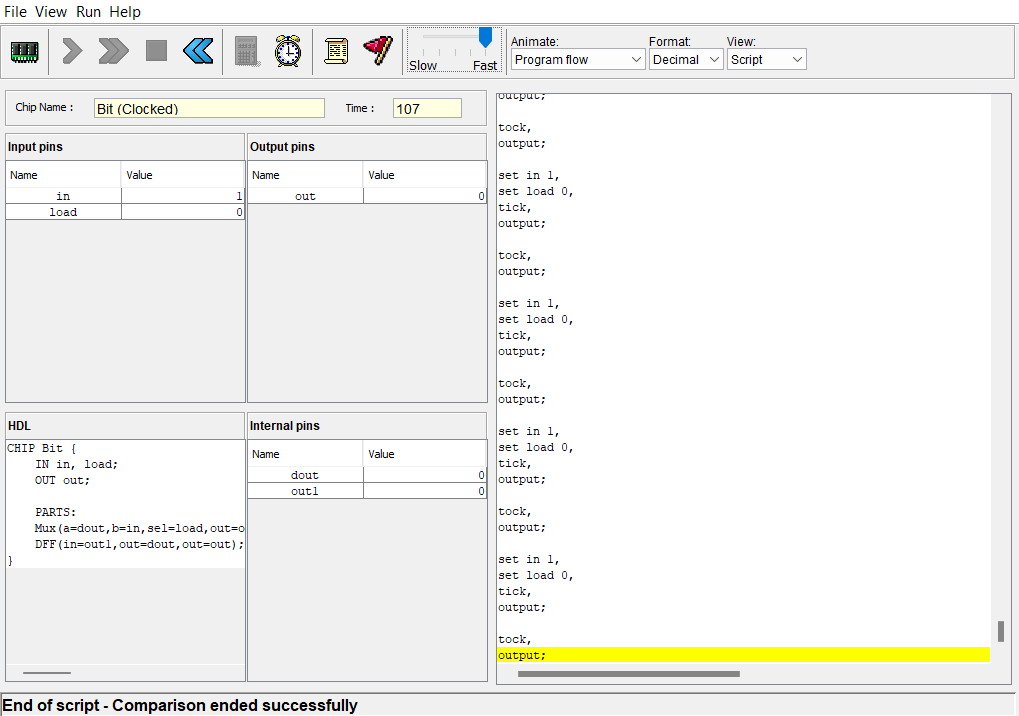 File View Run Help
Slow Fast
Animate:
Program flow
Format:
Decimal
View:
Script
Chip Name :
Bit (Clocked)
Time :
107
Input pins
Name Value
in 1
load 0
Output pins
Name Value
out 0
HDL
CHIP Bit {
IN in, load;
OUT out;
PARTS:
Mux(a=dout,b=in,sel=load,out=o
DFF(in=out1,out=dout,out=out);
}
Internal pins
Name Value
dout 0
out1 0
output;
tock,
output;
set in 1,
set load 0,
tick,
output;
tock,
output;
set in 1,
set load 0,
tick,
output;
tock,
output;
set in 1,
set load 0,
tick,
output;
tock,
output;
set in 1,
set load 0,
tick,
output;
tock,
output;
End of script - Comparison ended successfully